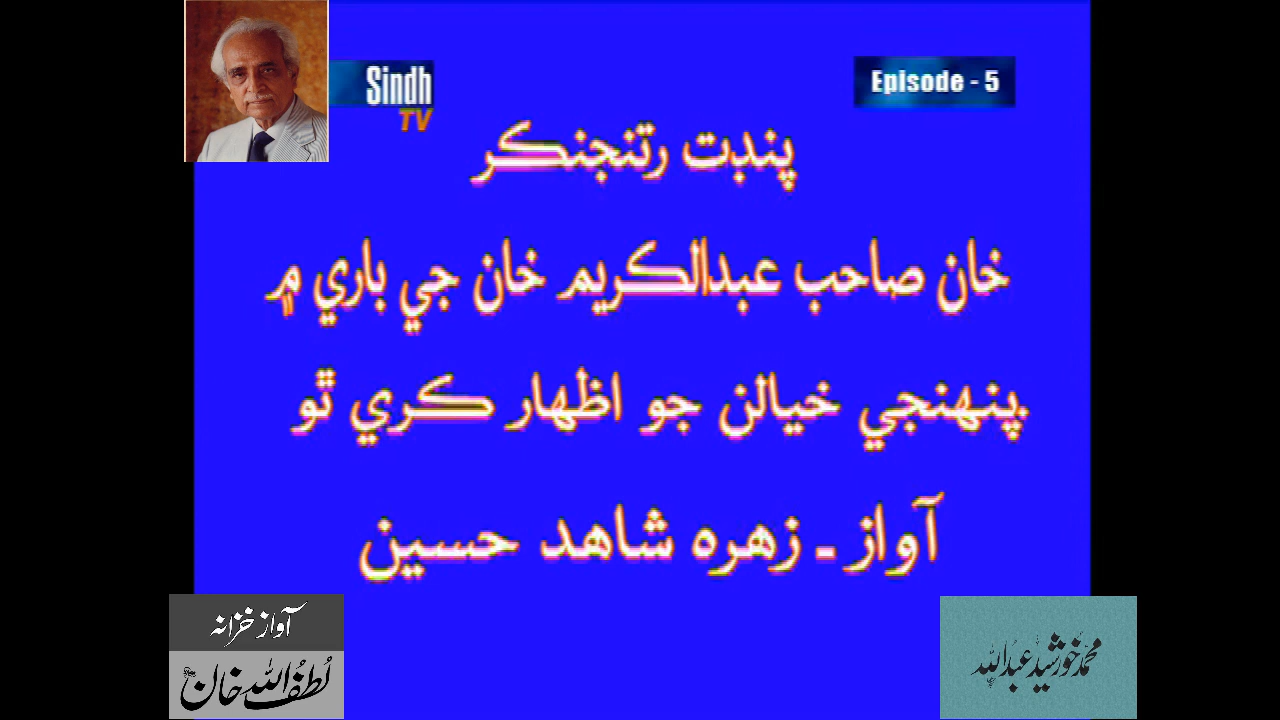 Sindh
TV
Episode - 5
پنڊت رتنجنڪر
خان صاحب عبدالڪريم خان جي باري ۾
پنهنجي خيالن جو اظهار ڪري ٿو
آواز ـ زهره شاهد حسين
آواز خزانہ
لُطفُ اللہ خان
محمد خورشید عبداللہ